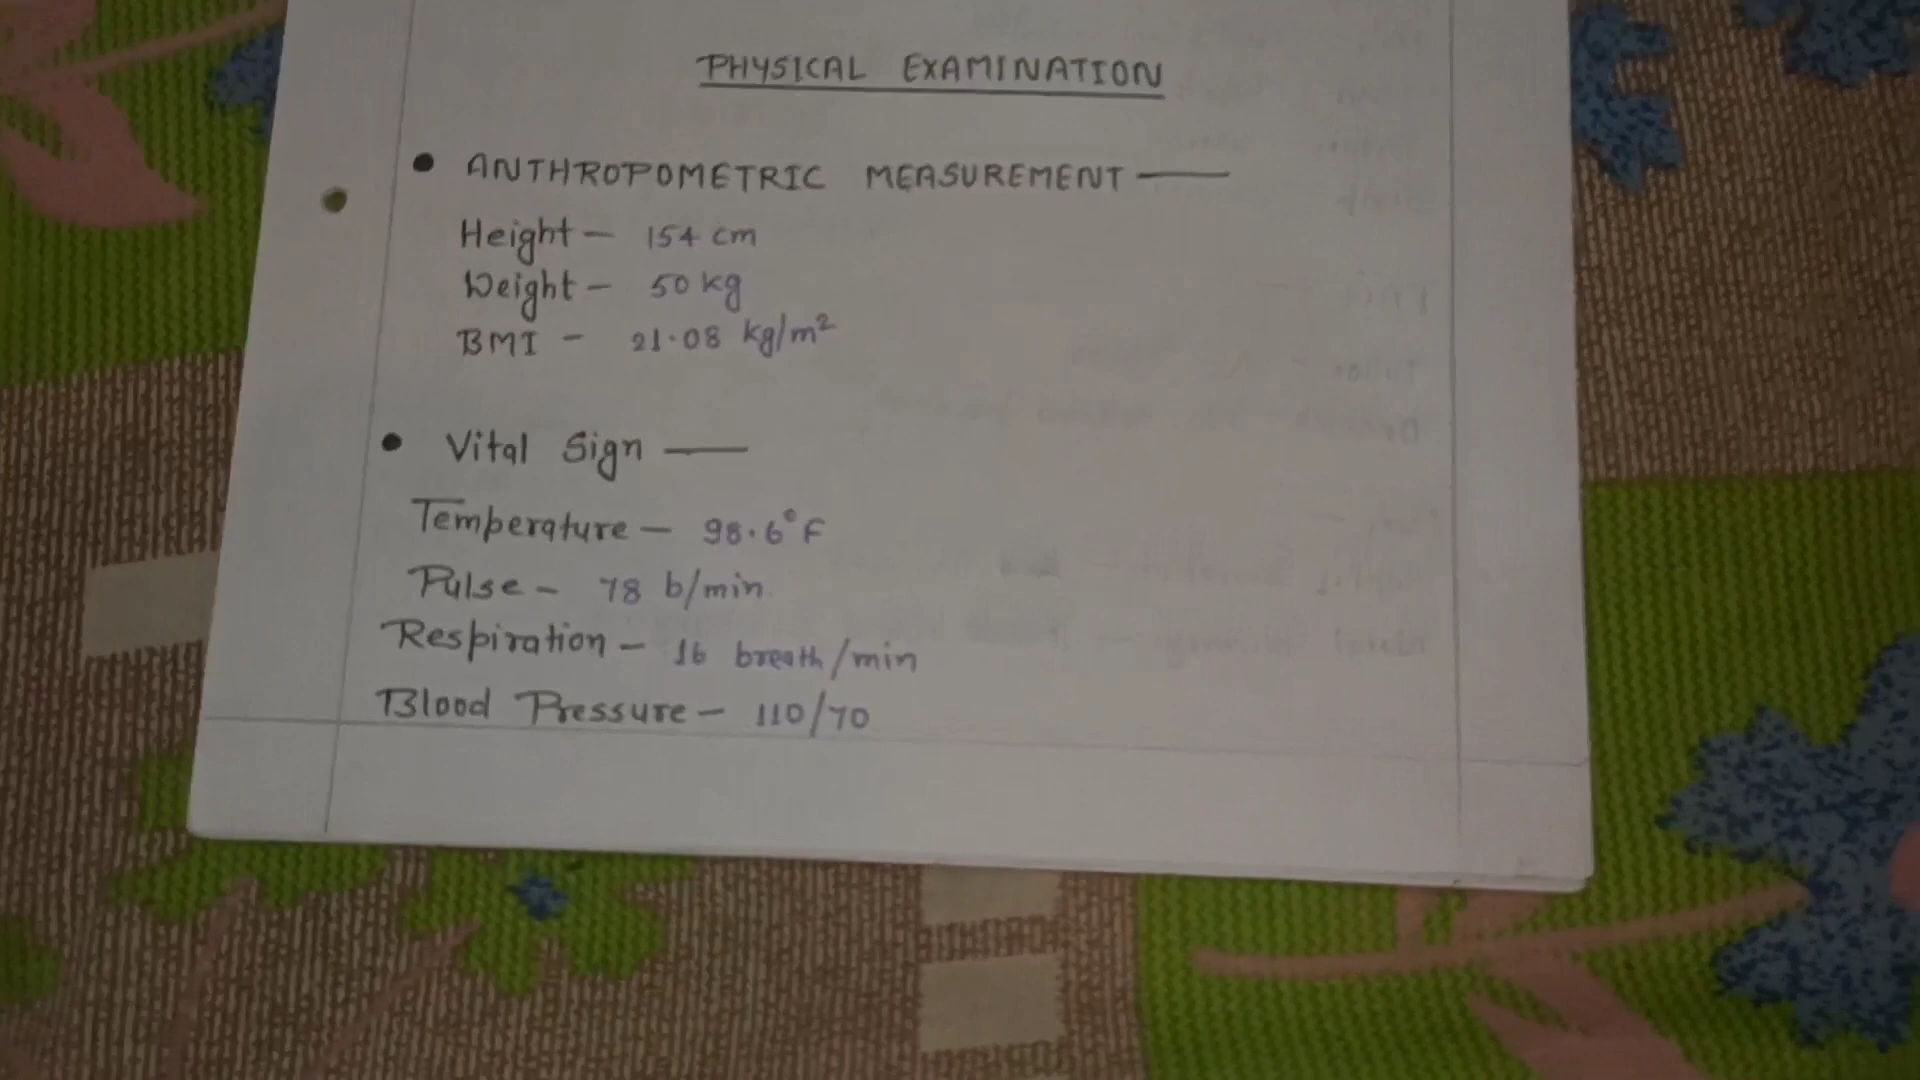 PHYSICAL EXAMINATION
• ANTHROPOMETRIC MEASUREMENT —
Height — 154 cm
Weight — 50 kg
BMI - 21.08 kg/m²
• Vital Sign —
Temperature — 98.6°F
Pulse - 78 b/min.
Respiration — 16 breath/min
Blood Pressure — 110/70